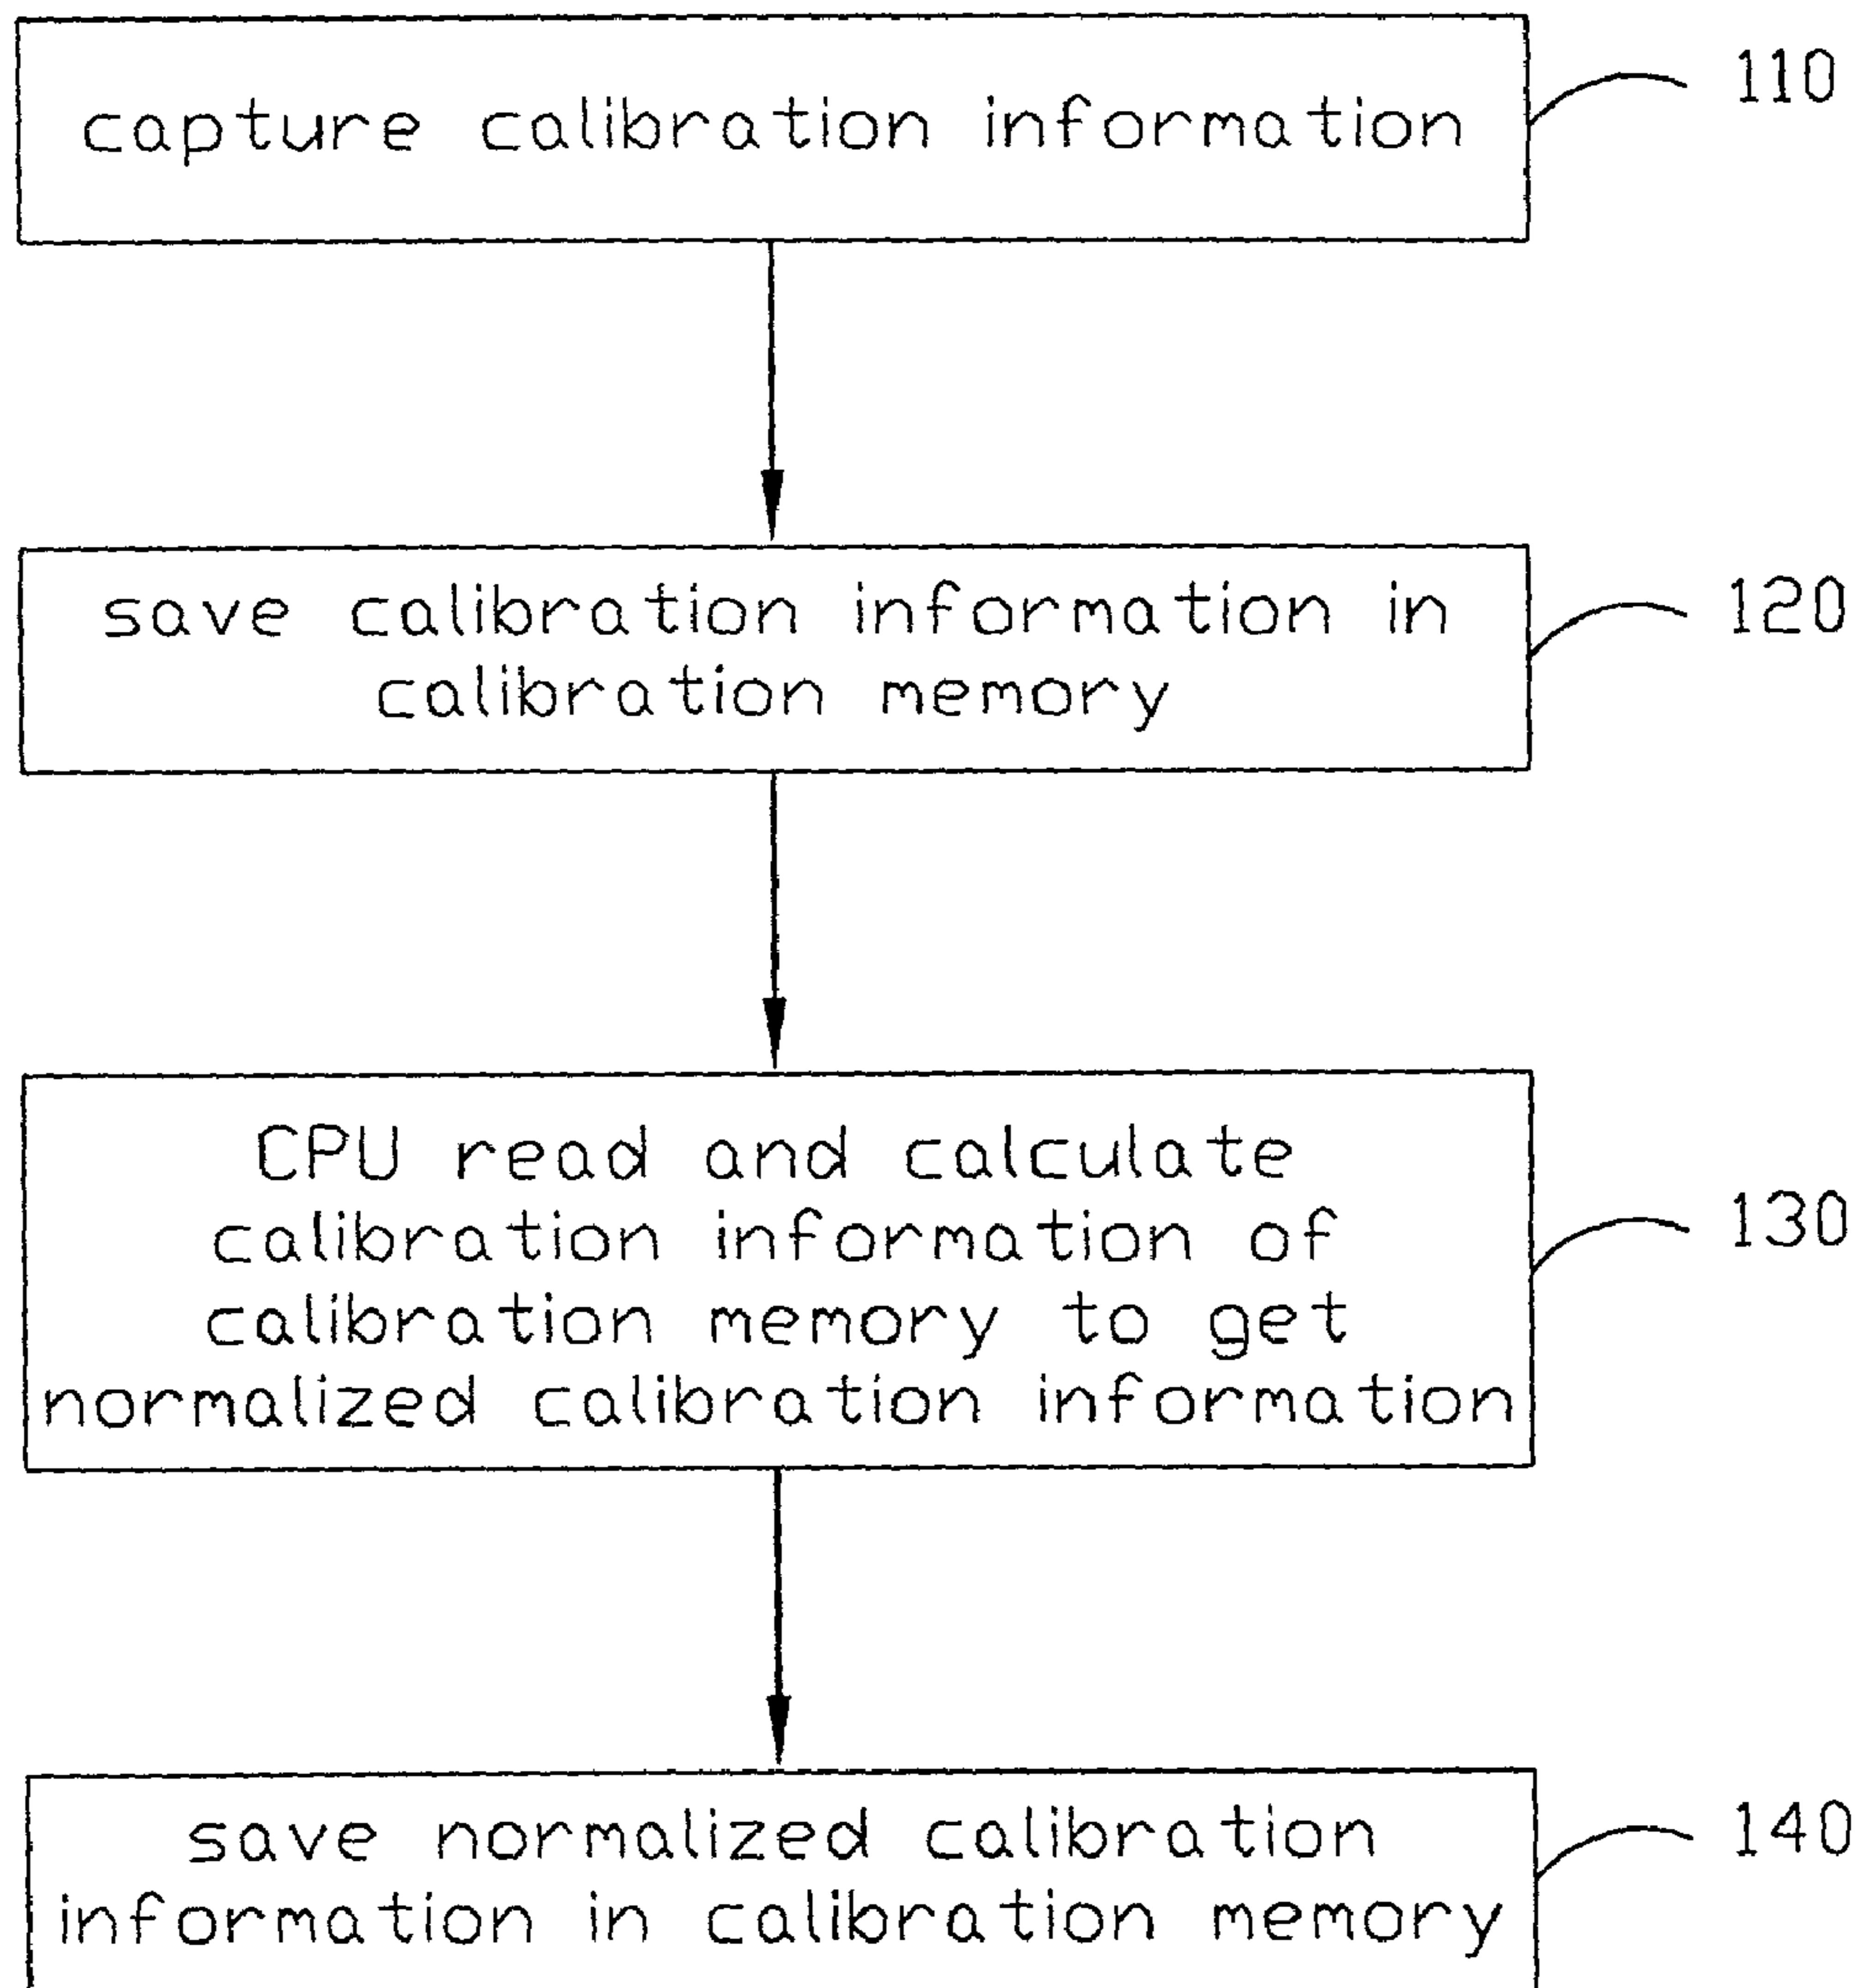 capture calibration information
110
save calibration information in
calibration memory
120
CPU read and calculate
calibration information of
calibration memory to get
normalized calibration information
130
save normalized calibration
information in calibration memory
140